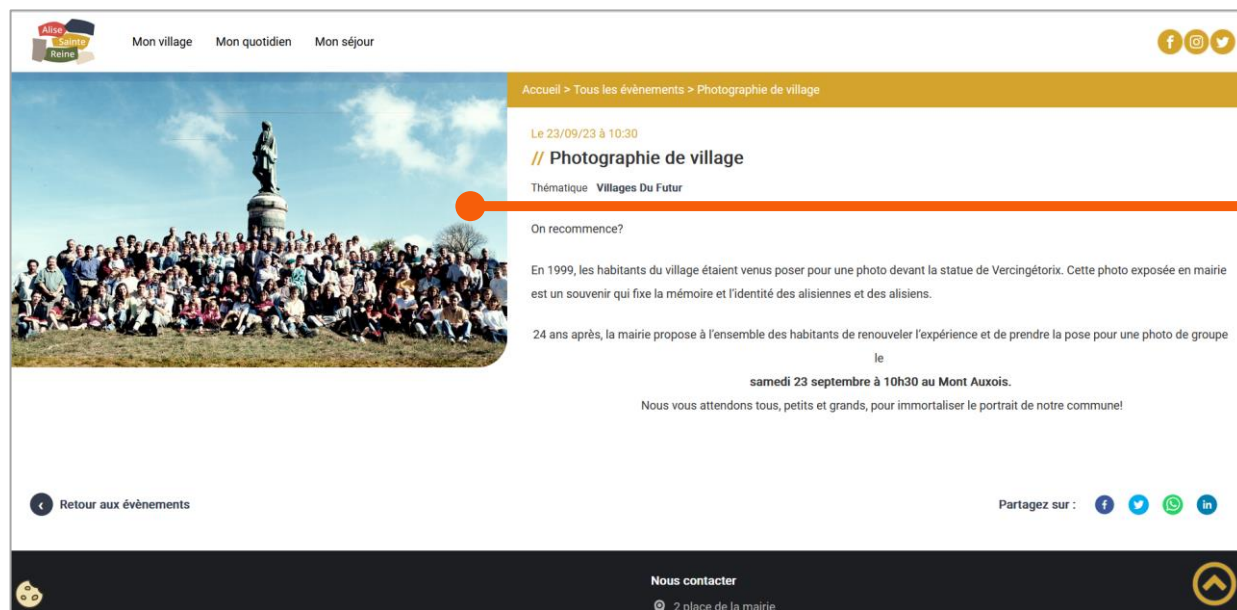 Alise
Sainte
Reine
Mon village Mon quotidien Mon séjour
Accueil > Tous les évènements > Photographie de village
Le 23/09/23 à 10:30
// Photographie de village
Thématique Villages Du Futur
On recommence?
En 1999, les habitants du village étaient venus poser pour une photo devant la statue de Vercingétorix. Cette photo exposée en mairie
est un souvenir qui fixe la mémoire et l'identité des alisiennes et des alisiens.
24 ans après, la mairie propose à l'ensemble des habitants de renouveler l'expérience et de prendre la pose pour une photo de groupe
le
samedi 23 septembre à 10h30 au Mont Auxois.
Nous vous attendons tous, petits et grands, pour immortaliser le portrait de notre commune!
Retour aux évènements
Partagez sur :
Nous contacter
2 place de la mairie